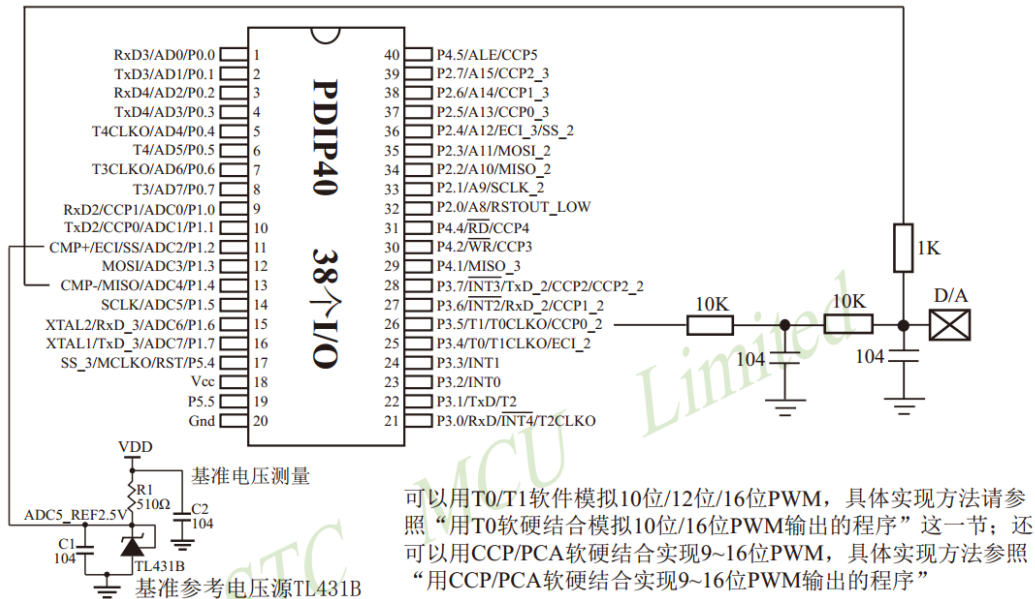 RxD3/AD0/P0.0 1
TxD3/AD1/P0.1 2
RxD4/AD2/P0.2 3
TxD4/AD3/P0.3 4
T4CLKO/AD4/P0.4 5
T4/AD5/P0.5 6
T3CLKO/AD6/P0.6 7
T3/AD7/P0.7 8
RxD2/CCP1/ADC0/P1.0 9
TxD2/CCP0/ADC1/P1.1 10
CMP+/ECI/SS/ADC2/P1.2 11
MOSI/ADC3/P1.3 12
CMP-/MISO/ADC4/P1.4 13
SCLK/ADC5/P1.5 14
XTAL2/RxD_3/ADC6/P1.6 15
XTAL1/TxD_3/ADC7/P1.7 16
SS_3/MCLKO/RST/P5.4 17
Vcc 18
P5.5 19
Gnd 20
PDIP40 38个I/O
40 P4.5/ALE/CCP5
39 P2.7/A15/CCP2_3
38 P2.6/A14/CCP1_3
37 P2.5/A13/CCP0_3
36 P2.4/A12/ECI_3/SS_2
35 P2.3/A11/MOSI_2
34 P2.2/A10/MISO_2
33 P2.1/A9/SCLK_2
32 P2.0/A8/RSTOUT_LOW
31 P4.4/RD/CCP4
30 P4.2/WR/CCP3
29 P4.1/MISO_3
28 P3.7/INT3/TxD_2/CCP2/CCP2_2
27 P3.6/INT2/RxD_2/CCP1_2
26 P3.5/T1/T0CLKO/CCP0_2
25 P3.4/T0/T1CLKO/ECI_2
24 P3.3/INT1
23 P3.2/INT0
22 P3.1/TxD/T2
21 P3.0/RxD/INT4/T2CLKO
1K
10K
10K
D/A
104
104
VDD
基准电压测量
R1
510Ω
C2
104
ADC5_REF2.5V
C1
104
TL431B
基准参考电压源TL431B
STC MCU Limited
可以用T0/T1软件模拟10位/12位/16位PWM，具体实现方法请参
照“用T0软硬结合模拟10位/16位PWM输出的程序”这一节；还
可以用CCP/PCA软硬结合实现9~16位PWM，具体实现方法参照
“用CCP/PCA软硬结合实现9~16位PWM输出的程序”